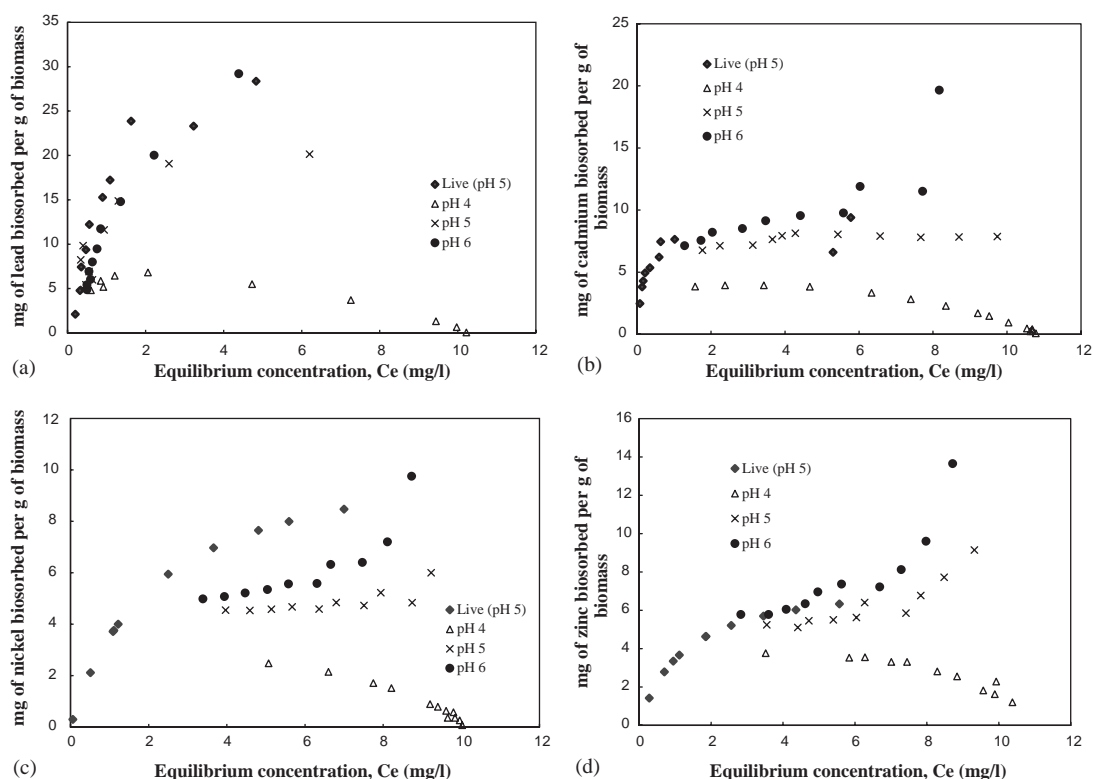 35
30
25
20
15
10
5
0
0 2 4 6 8 10 12
mg of lead biosorbed per g of biomass
Live (pH 5)
pH 4
pH 5
pH 6
(a)
Equilibrium concentration, Ce (mg/l)
25
20
15
10
5
0
0 2 4 6 8 10 12
mg of cadmium biosorbed per g of
biomass
Live (pH 5)
pH 4
pH 5
pH 6
(b)
Equilibrium concentration, Ce (mg/l)
12
10
8
6
4
2
0
0 2 4 6 8 10 12
mg of nickel biosorbed per g of biomass
Live (pH 5)
pH 4
pH 5
pH 6
(c)
Equilibrium concentration, Ce (mg/l)
16
14
12
10
8
6
4
2
0
0 2 4 6 8 10 12
mg of zinc biosorbed per g of
biomass
Live (pH 5)
pH 4
pH 5
pH 6
(d)
Equilibrium concentration, Ce (mg/l)